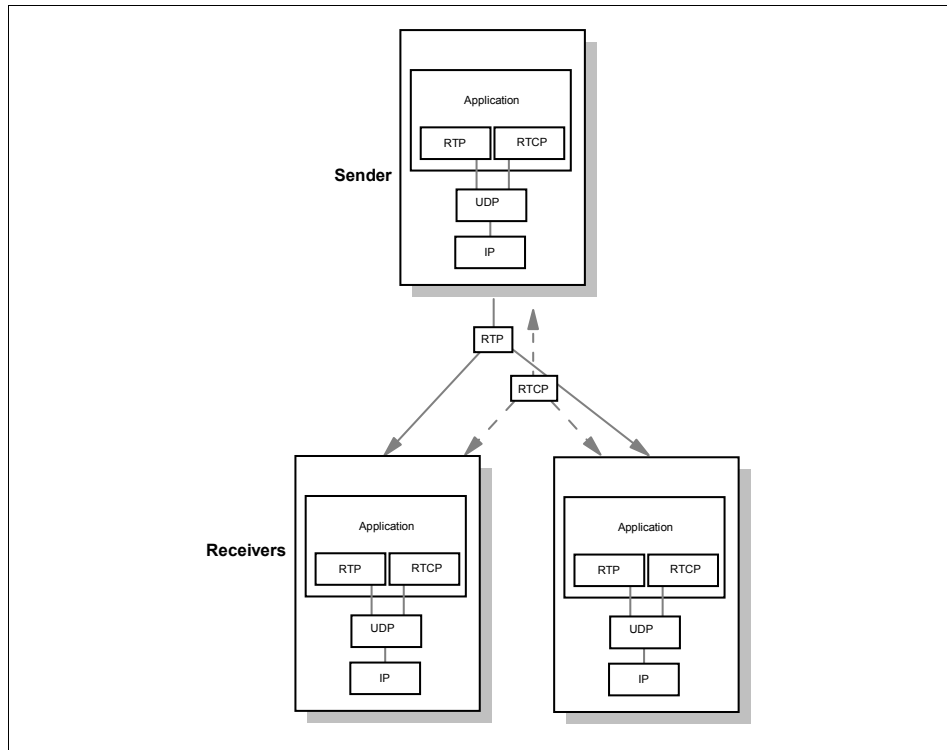 Application
RTP RTCP
Sender
UDP
IP
RTP
RTCP
Application Application
Receivers
RTP RTCP RTP RTCP
UDP UDP
IP IP